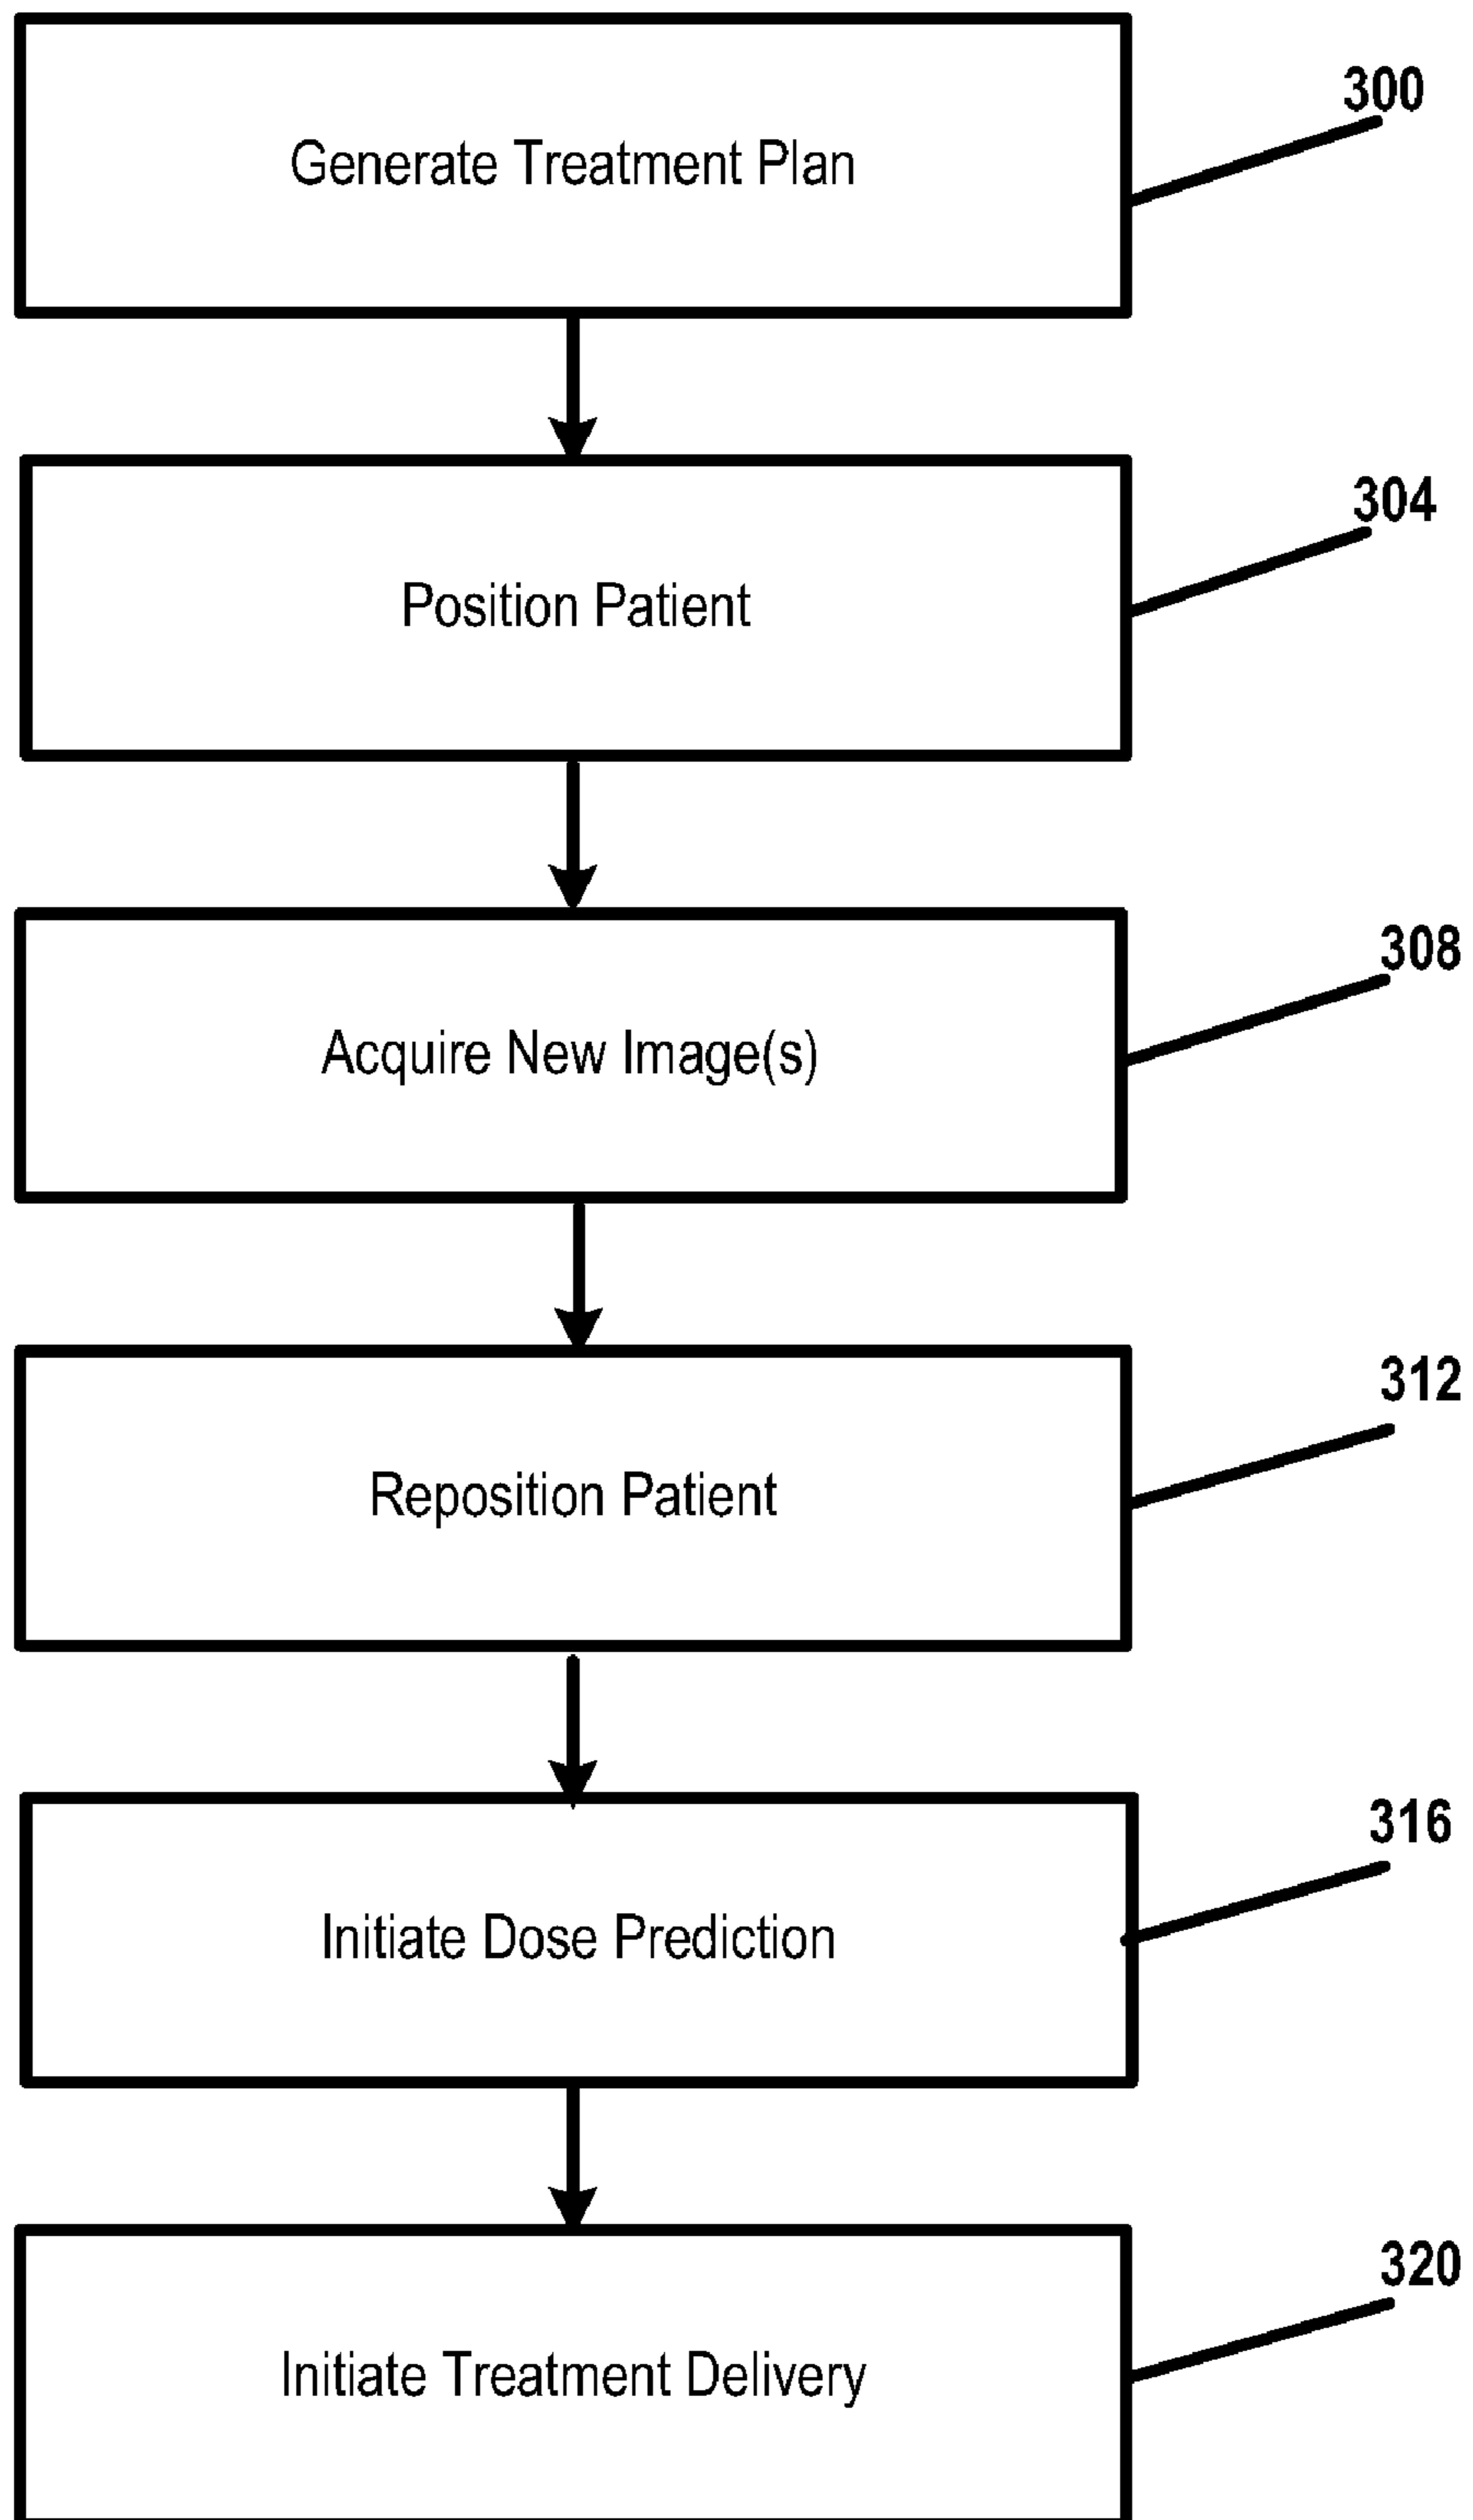 Generate Treatment Plan
300
Position Patient
304
Acquire New Image(s)
308
Reposition Patient
312
Initiate Dose Prediction
316
Initiate Treatment Delivery
320